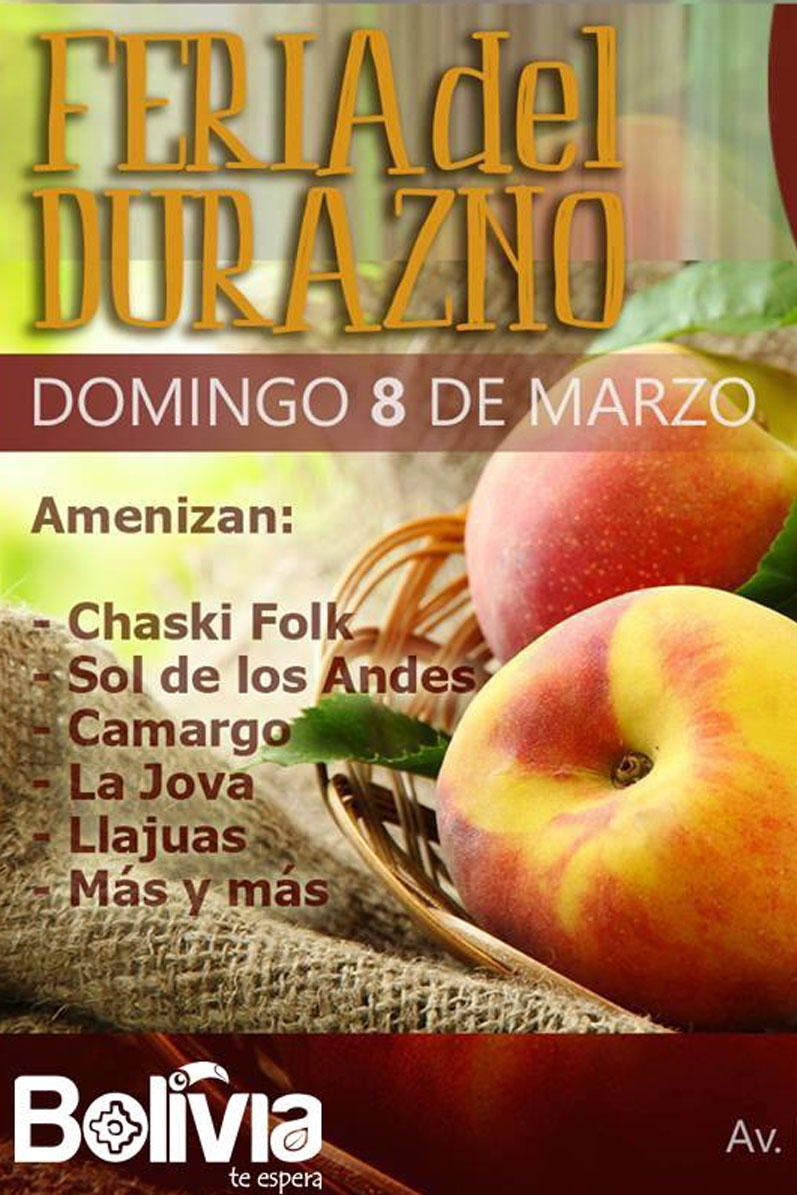 FERIA del
DURAZNO
DOMINGO 8 DE MARZO
Amenizan:
- Chaski Folk
- Sol de los Andes
- Camargo
- La Jova
- Llajuas
- Más y más
Bolivia
te espera
Av.